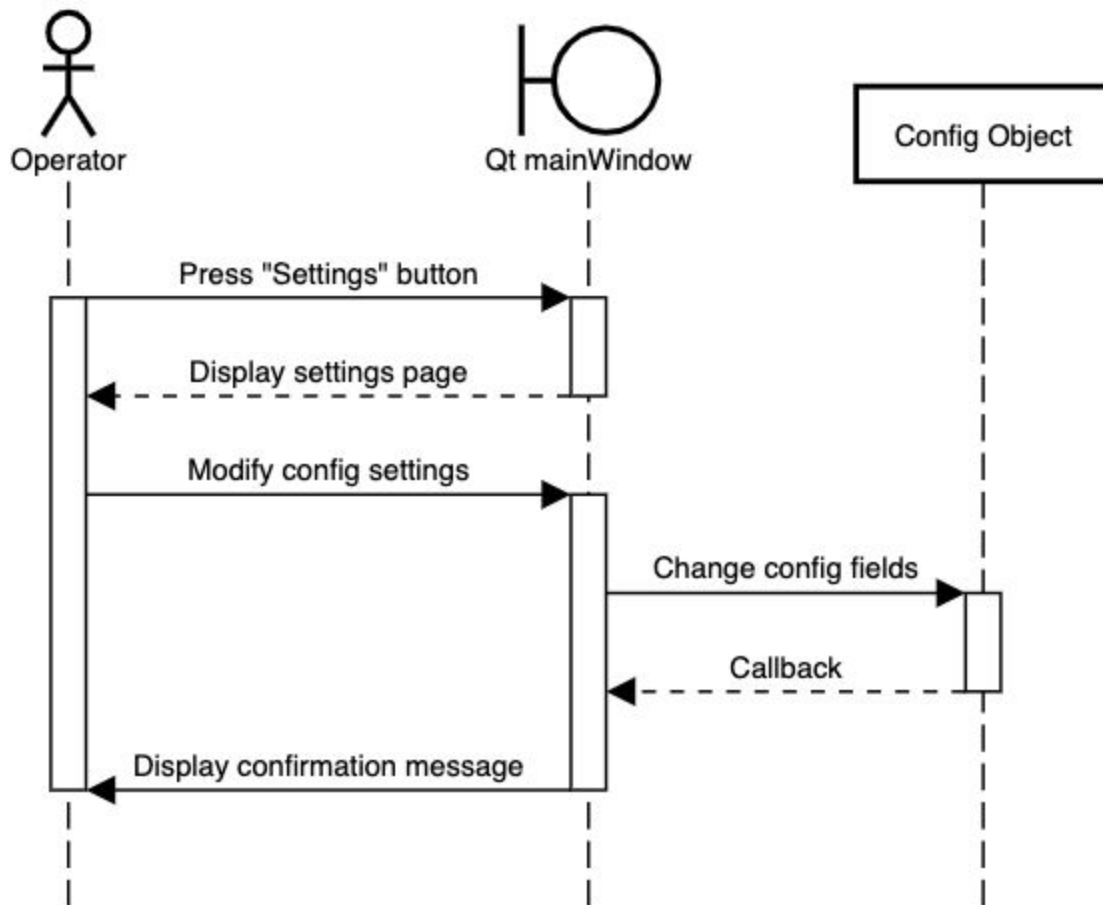 Operator
Qt mainWindow
Config Object
Press "Settings" button
Display settings page
Modify config settings
Change config fields
Callback
Display confirmation message